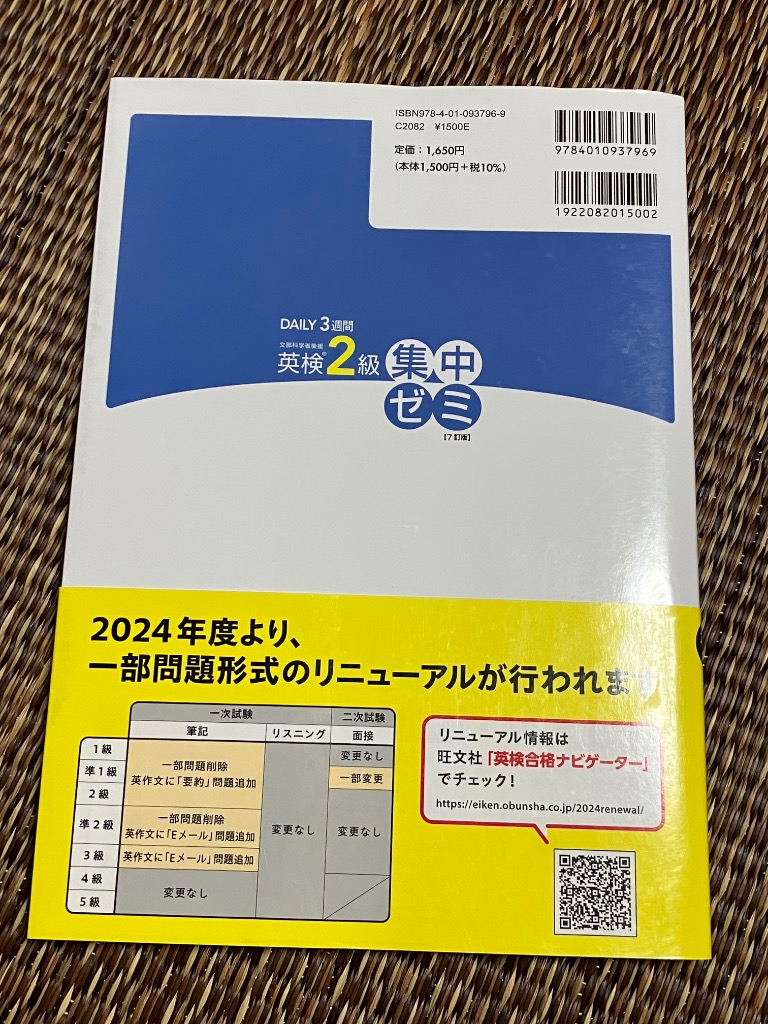 ISBN978-4-01-093796-9
C2082 ¥1500E
定価：1,650円
（本体1,500円＋税10%）
9784010937969
1922082015002
DAILY 3週間
文部科学省後援
英検®2級 集中
ゼミ
［7訂版］
2024年度より、
一部問題形式のリニューアルが行われます
一次試験 二次試験
筆記 リスニング 面接
1級
準1級
2級
準2級
3級
4級
5級
一部問題削除
英作文に「要約」問題追加
一部問題削除
英作文に「Eメール」問題追加
英作文に「Eメール」問題追加
変更なし
変更なし
変更なし
一部変更
変更なし
リニューアル情報は
旺文社「英検合格ナビゲーター」
でチェック！
https://eiken.obunsha.co.jp/2024renewal/